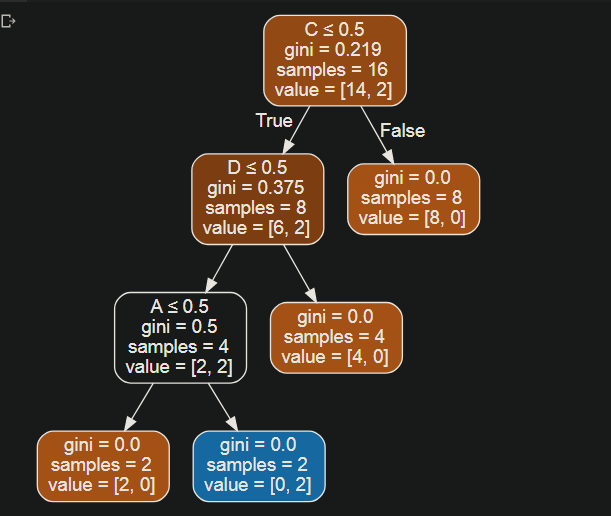 C ≤ 0.5
gini = 0.219
samples = 16
value = [14, 2]
True
False
D ≤ 0.5
gini = 0.375
samples = 8
value = [6, 2]
gini = 0.0
samples = 8
value = [8, 0]
A ≤ 0.5
gini = 0.5
samples = 4
value = [2, 2]
gini = 0.0
samples = 4
value = [4, 0]
gini = 0.0
samples = 2
value = [2, 0]
gini = 0.0
samples = 2
value = [0, 2]